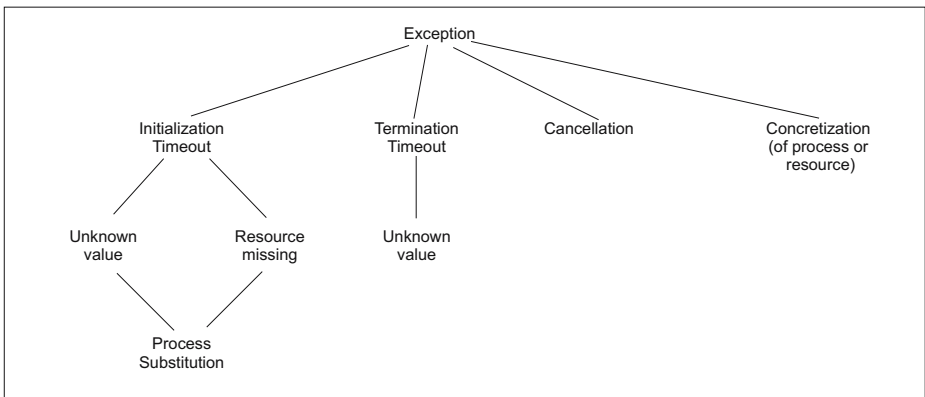 Exception
Initialization
Timeout
Termination
Timeout
Cancellation
Concretization
(of process or
resource)
Unknown
value
Resource
missing
Unknown
value
Process
Substitution